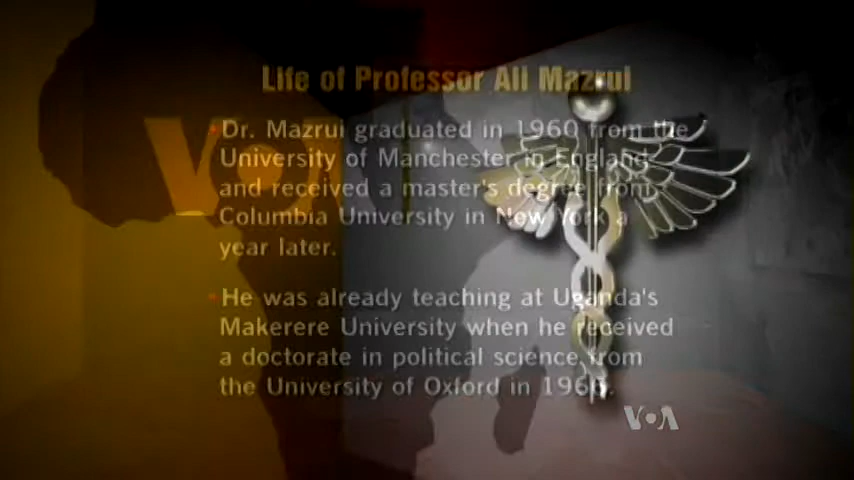 Life of Professor Ali Mazrui
VOA
Dr. Mazrui graduated in 1960 from the
University of Manchester in England
and received a master's degree from
Columbia University in New York a
year later.
He was already teaching at Uganda's
Makerere University when he received
a doctorate in political science from
the University of Oxford in 1966.
VOA